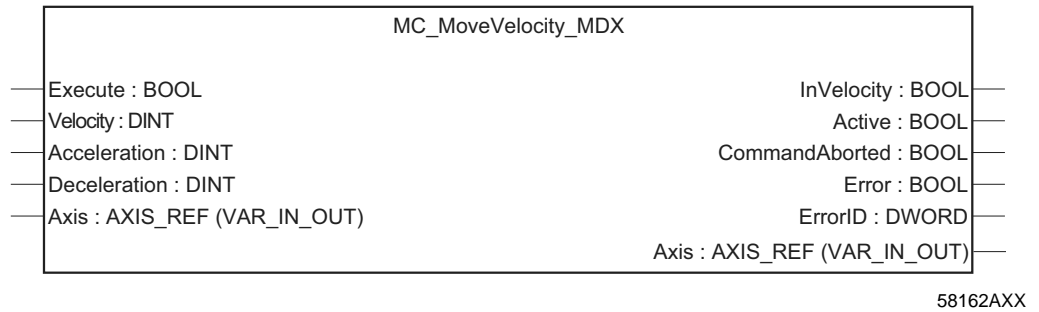 MC_MoveVelocity_MDX
Execute : BOOL
InVelocity : BOOL
Velocity : DINT
Active : BOOL
Acceleration : DINT
CommandAborted : BOOL
Deceleration : DINT
Error : BOOL
Axis : AXIS_REF (VAR_IN_OUT)
ErrorID : DWORD
Axis : AXIS_REF (VAR_IN_OUT)
58162AXX